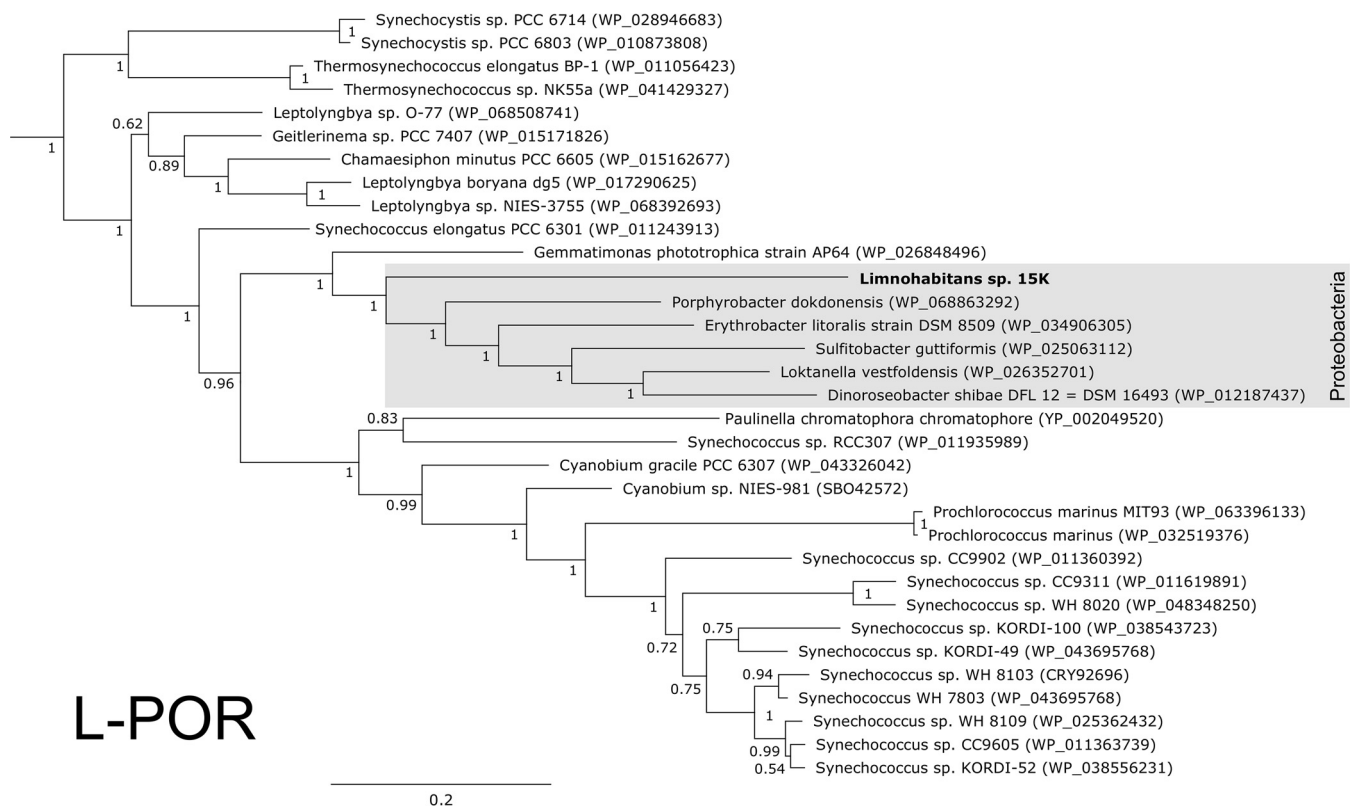 Synechocystis sp. PCC 6714 (WP_028946683)
1
Synechocystis sp. PCC 6803 (WP_010873808)
1
Thermosynechococcus elongatus BP-1 (WP_011056423)
1
Thermosynechococcus sp. NK55a (WP_041429327)
Leptolyngbya sp. O-77 (WP_068508741)
0.62
Geitlerinema sp. PCC 7407 (WP_015171826)
1
0.89
Chamaesiphon minutus PCC 6605 (WP_015162677)
1
Leptolyngbya boryana dg5 (WP_017290625)
1
Leptolyngbya sp. NIES-3755 (WP_068392693)
1
Synechococcus elongatus PCC 6301 (WP_011243913)
Gemmatimonas phototrophica strain AP64 (WP_026848496)
1
Limnohabitans sp. 15K
1
Porphyrobacter dokdonensis (WP_068863292)
1
1
Erythrobacter litoralis strain DSM 8509 (WP_034906305)
1
Sulfitobacter guttiformis (WP_025063112)
1
Loktanella vestfoldensis (WP_026352701)
0.96
1
Dinoroseobacter shibae DFL 12 = DSM 16493 (WP_012187437)
Proteobacteria
0.83
Paulinella chromatophora chromatophore (YP_002049520)
Synechococcus sp. RCC307 (WP_011935989)
1
Cyanobium gracile PCC 6307 (WP_043326042)
Cyanobium sp. NIES-981 (SBO42572)
0.99
Prochlorococcus marinus MIT93 (WP_063396133)
1
1
Prochlorococcus marinus (WP_032519376)
Synechococcus sp. CC9902 (WP_011360392)
1
Synechococcus sp. CC9311 (WP_011619891)
1
1
Synechococcus sp. WH 8020 (WP_048348250)
0.75
Synechococcus sp. KORDI-100 (WP_038543723)
0.72
Synechococcus sp. KORDI-49 (WP_043695768)
0.94
Synechococcus sp. WH 8103 (CRY92696)
0.75
Synechococcus WH 7803 (WP_043695768)
1
Synechococcus sp. WH 8109 (WP_025362432)
0.99
Synechococcus sp. CC9605 (WP_011363739)
0.54
Synechococcus sp. KORDI-52 (WP_038556231)
L-POR
0.2